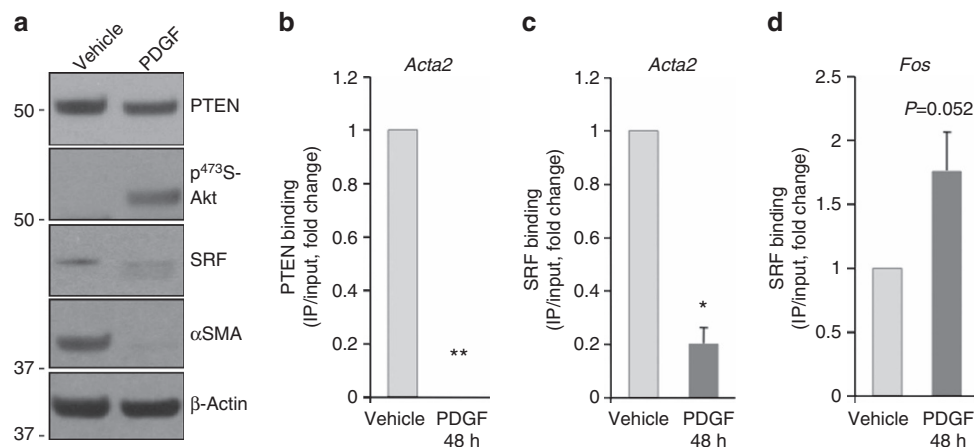 a
Vehicle
PDGF
50 -
PTEN
p⁴⁷³S-
Akt
50 -
SRF
αSMA
37 -
β-Actin
37 -
b
Acta2
PTEN binding
(IP/input, fold change)
1.2
1
0.8
0.6
0.4
0.2
0
**
Vehicle PDGF
48 h
c
Acta2
SRF binding
(IP/input, fold change)
1.2
1
0.8
0.6
0.4
0.2
0
*
Vehicle PDGF
48 h
d
Fos
SRF binding
(IP/input, fold change)
2.5
2
1.5
1
0.5
0
P=0.052
Vehicle PDGF
48 h